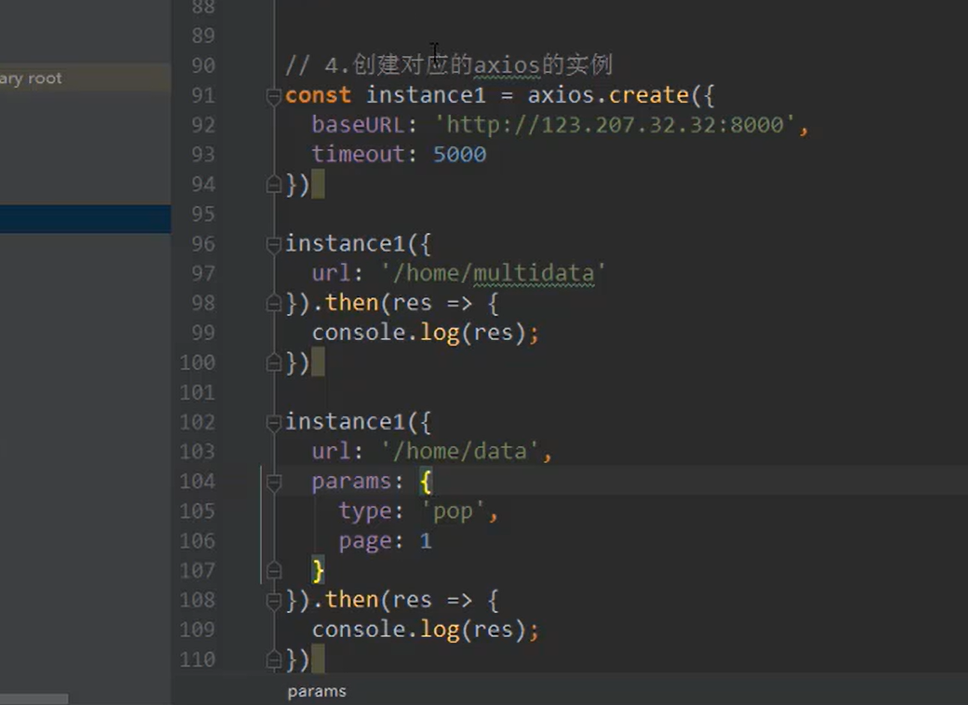 88
89
ary root
90 // 4.创建对应的axios的实例
91 const instance1 = axios.create({
92 baseURL: 'http://123.207.32.32:8000',
93 timeout: 5000
94 })
95
96 instance1({
97 url: '/home/multidata'
98 }).then(res => {
99 console.log(res);
100 })
101
102 instance1({
103 url: '/home/data',
104 params: {
105 type: 'pop',
106 page: 1
107 }
108 }).then(res => {
109 console.log(res);
110 })
params